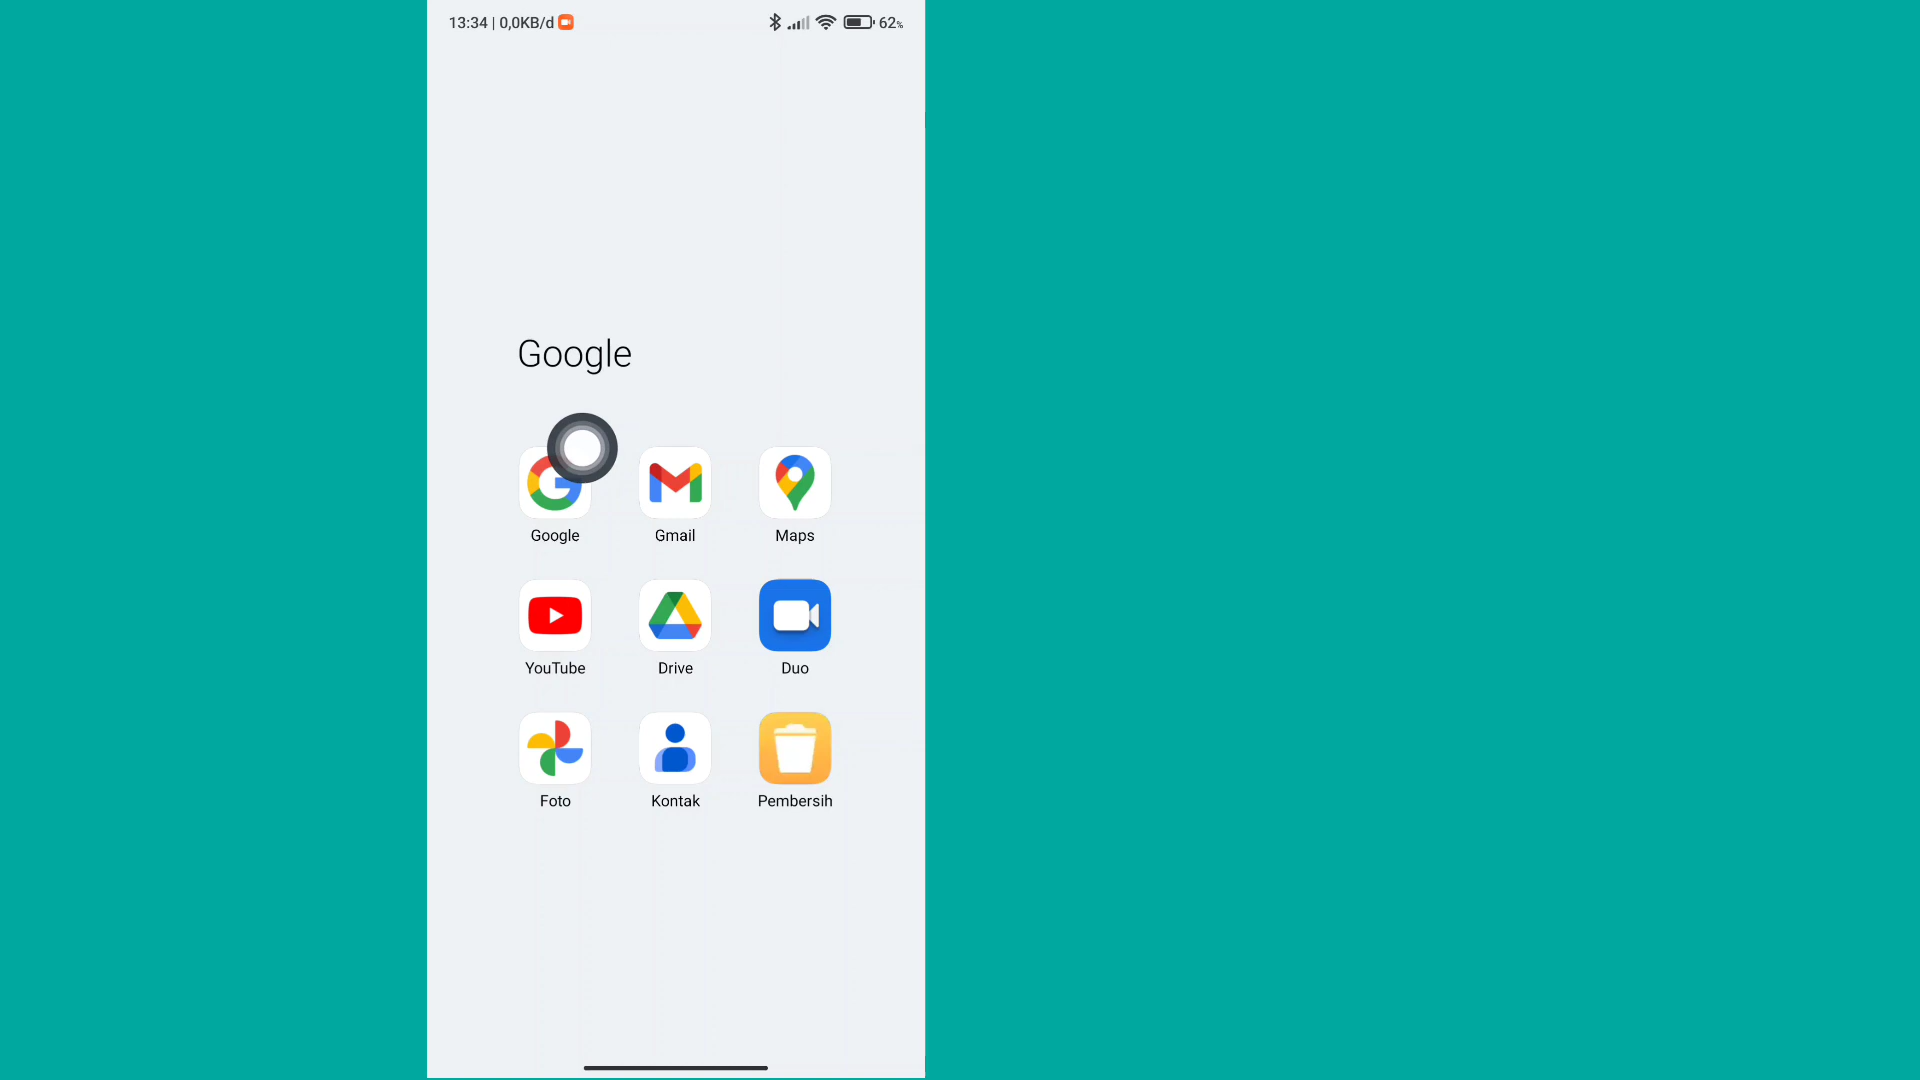 13:34 | 0,0KB/d 62%
Google
Google Gmail Maps
YouTube Drive Duo
Foto Kontak Pembersih